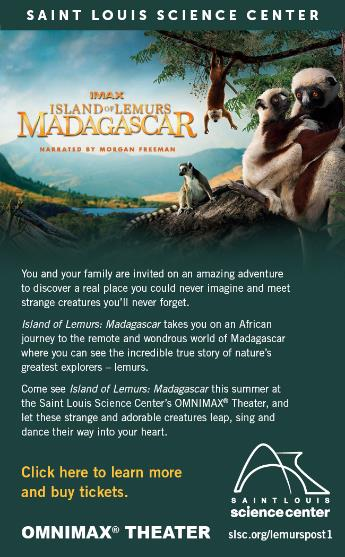 SAINT LOUIS SCIENCE CENTER
IMAX
ISLAND OF LEMURS
MADAGASCAR
NARRATED BY MORGAN FREEMAN
You and your family are invited on an amazing adventure
to discover a real place you could never imagine and meet
strange creatures you'll never forget.
Island of Lemurs: Madagascar takes you on an African
journey to the remote and wondrous world of Madagascar
where you can see the incredible true story of nature's
greatest explorers – lemurs.
Come see Island of Lemurs: Madagascar this summer at
the Saint Louis Science Center's OMNIMAX® Theater, and
let these strange and adorable creatures leap, sing and
dance their way into your heart.
Click here to learn more
and buy tickets.
SAINT LOUIS
sciencecenter
OMNIMAX® THEATER
slsc.org/lemurspost1